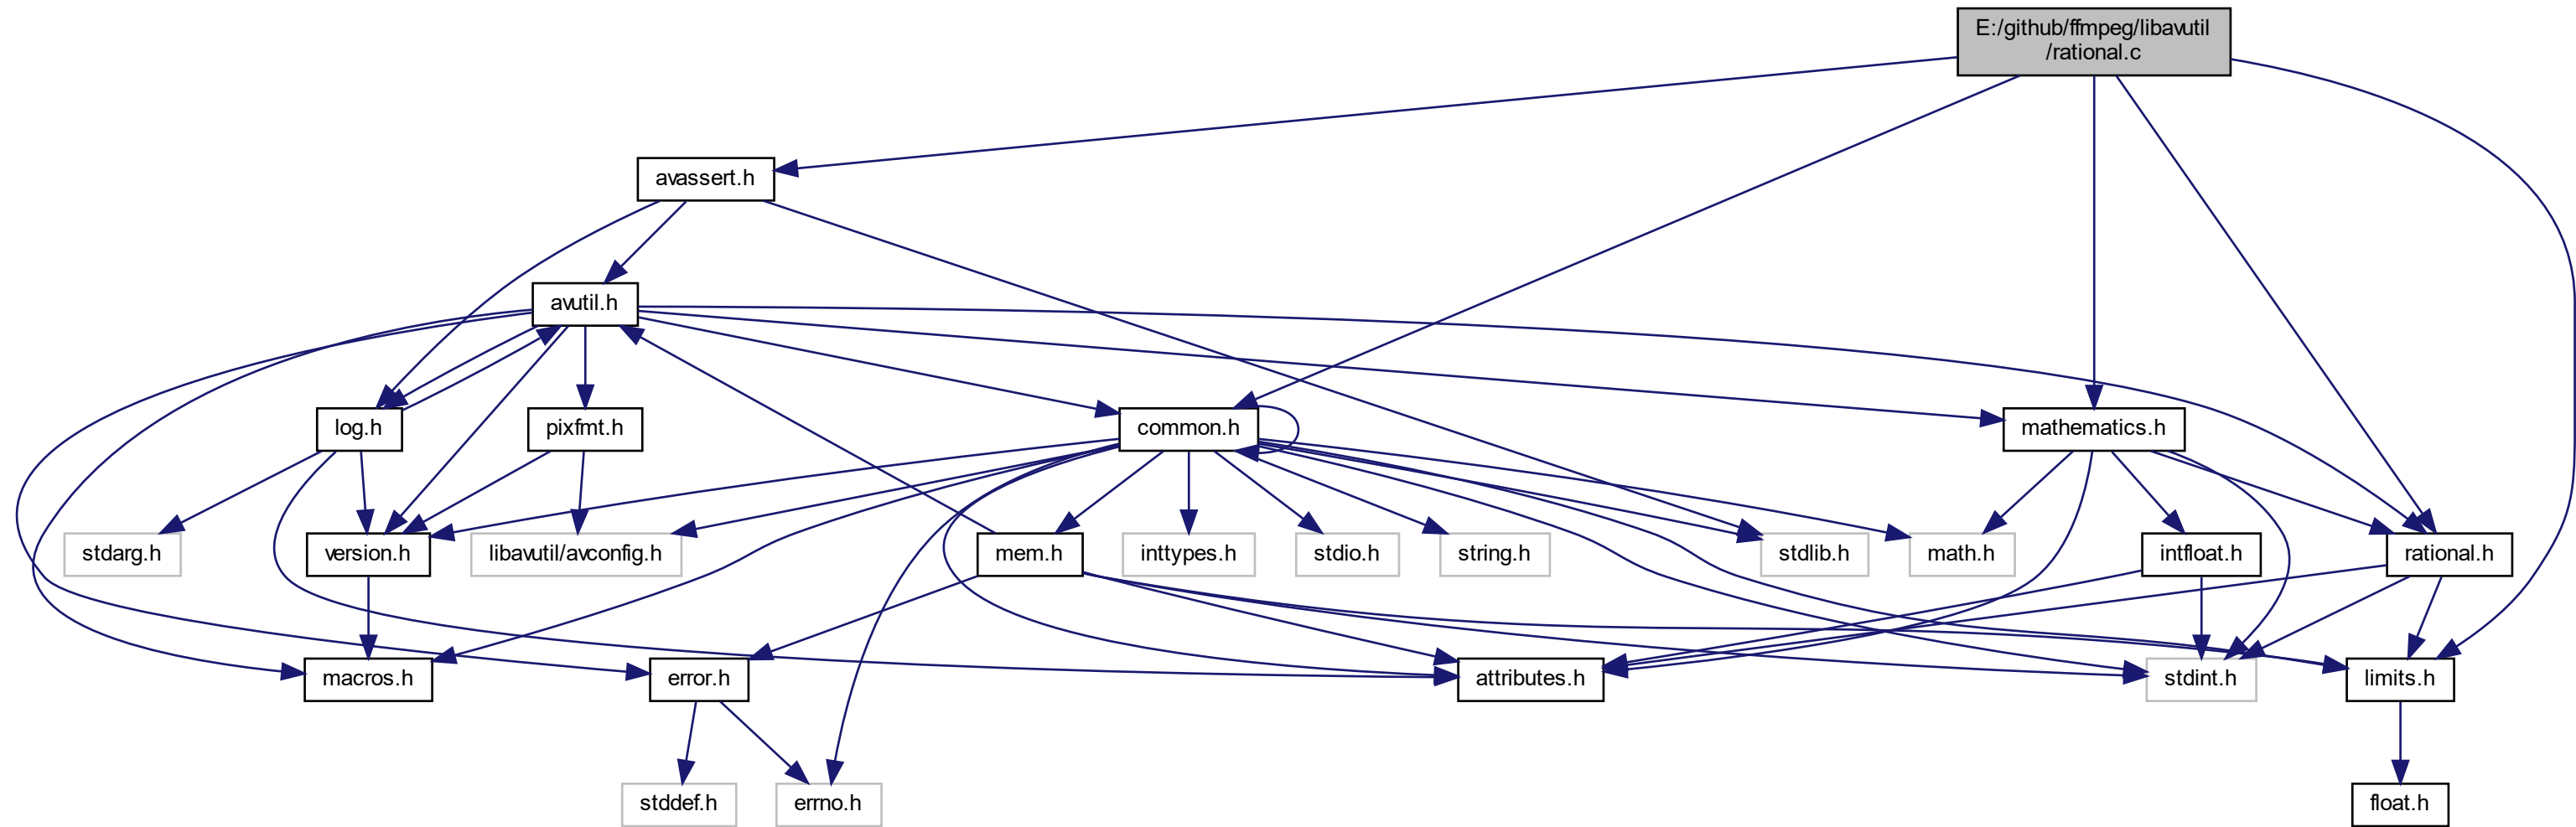 E:/github/ffmpeg/libavutil
/rational.c
avassert.h
avutil.h
log.h
pixfmt.h
common.h
mathematics.h
stdarg.h
version.h
libavutil/avconfig.h
mem.h
inttypes.h
stdio.h
string.h
stdlib.h
math.h
intfloat.h
rational.h
macros.h
error.h
attributes.h
stdint.h
limits.h
stddef.h
errno.h
float.h